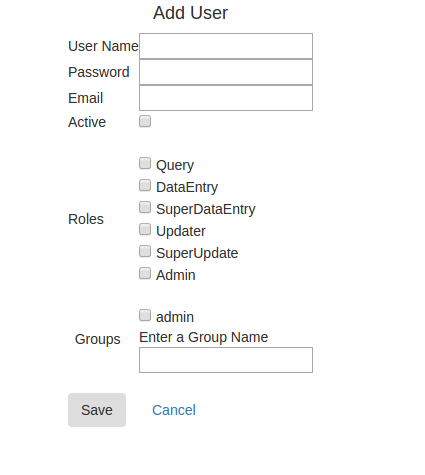 Add User
User Name
Password
Email
Active
Query
DataEntry
SuperDataEntry
Roles
Updater
SuperUpdate
Admin
admin
Enter a Group Name
Groups
Save Cancel